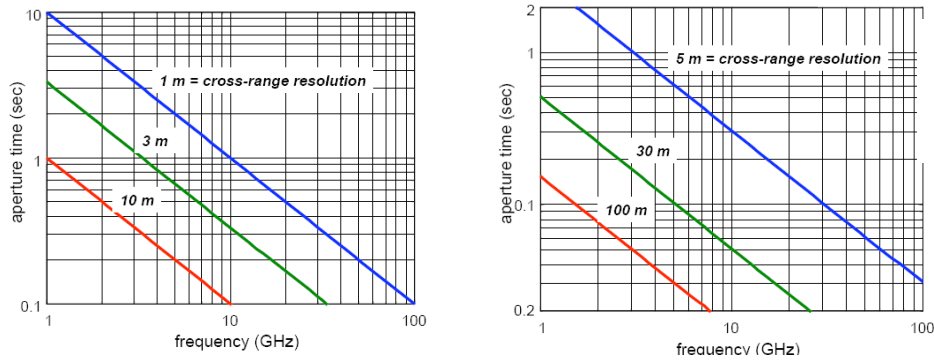 10
1 m = cross-range resolution
3 m
1
10 m
0.1
1
10
100
aperture time (sec)
frequency (GHz)
2
5 m = cross-range resolution
1
30 m
0.1
100 m
0.2
1
10
100
aperture time (sec)
frequency (GHz)